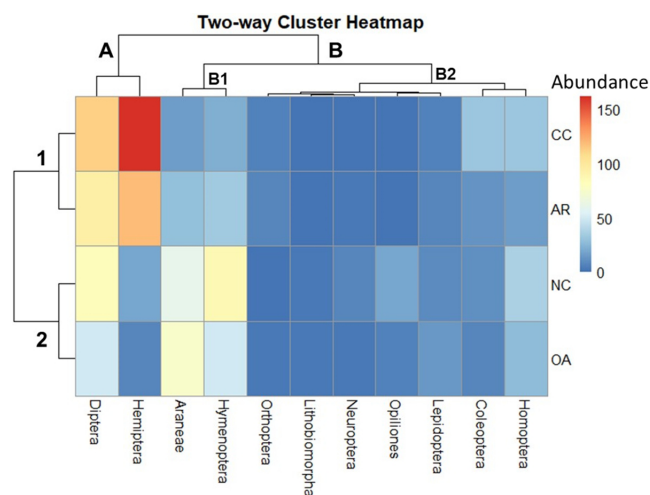 Two-way Cluster Heatmap
A
B
B1
B2
Abundance
1
2
CC
AR
NC
OA
150
100
50
0
Diptera
Hemiptera
Araneae
Hymenoptera
Orthoptera
Lithobiomorpha
Neuroptera
Opiliones
Lepidoptera
Coleoptera
Homoptera